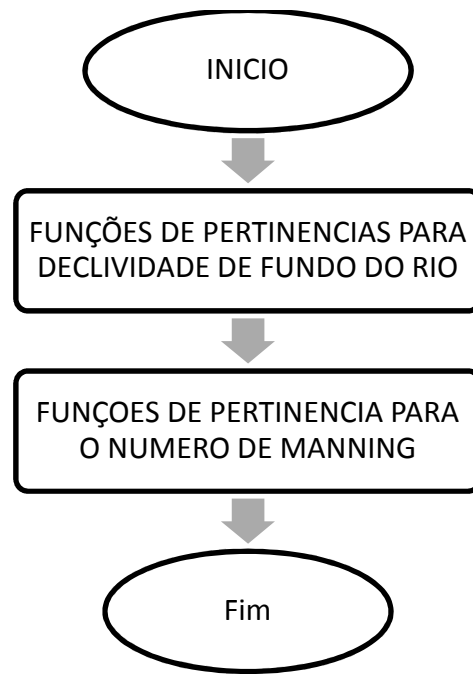 INICIO
FUNÇÕES DE PERTINENCIAS PARA
DECLIVIDADE DE FUNDO DO RIO
FUNÇOES DE PERTINENCIA PARA
O NUMERO DE MANNING
Fim